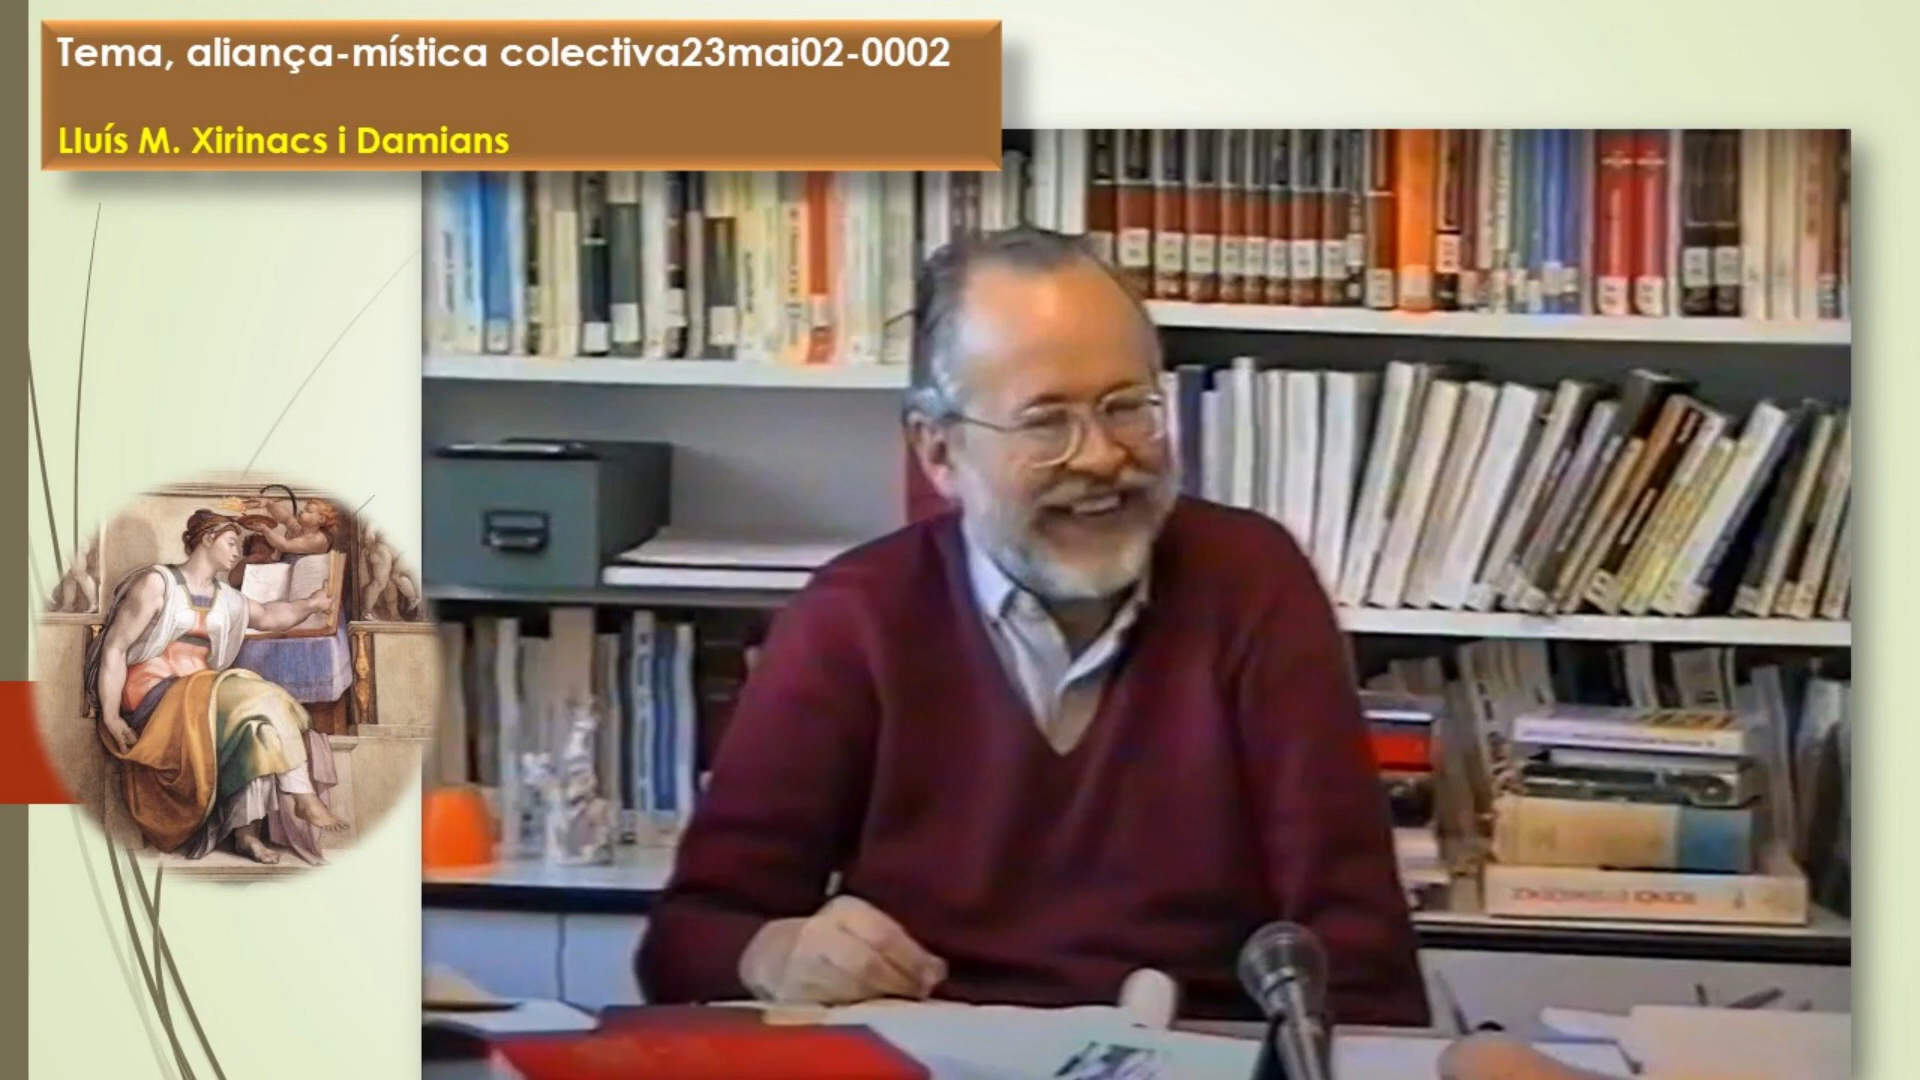 Tema, aliança-mística colectiva23mai02-0002
Lluís M. Xirinacs i Damians